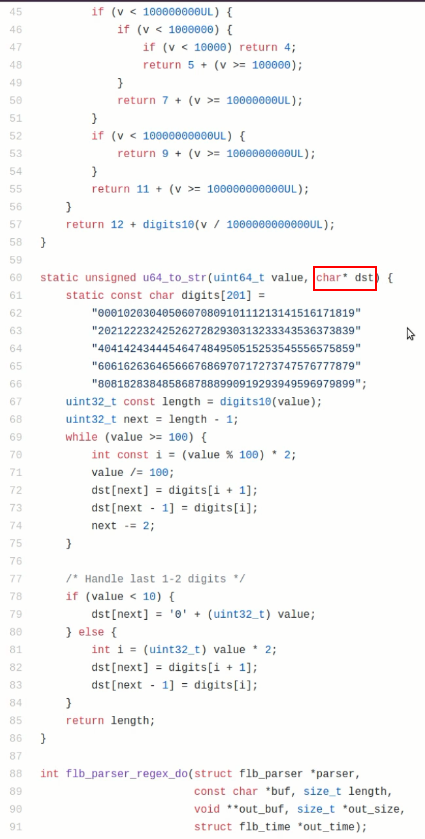 45 if (v < 100000000UL) {
46 if (v < 1000000) {
47 if (v < 10000) return 4;
48 return 5 + (v >= 100000);
49 }
50 return 7 + (v >= 10000000UL);
51 }
52 if (v < 10000000000UL) {
53 return 9 + (v >= 1000000000UL);
54 }
55 return 11 + (v >= 100000000000UL);
56 }
57 return 12 + digits10(v / 1000000000000UL);
58 }
59
60 static unsigned u64_to_str(uint64_t value, char* dst) {
61 static const char digits[201] =
62 "0001020304050607080910111213141516171819"
63 "2021222324252627282930313233343536373839"
64 "4041424344454647484950515253545556575859"
65 "6061626364656667686970717273747576777879"
66 "8081828384858687888990919293949596979899";
67 uint32_t const length = digits10(value);
68 uint32_t next = length - 1;
69 while (value >= 100) {
70 int const i = (value % 100) * 2;
71 value /= 100;
72 dst[next] = digits[i + 1];
73 dst[next - 1] = digits[i];
74 next -= 2;
75 }
76
77 /* Handle last 1-2 digits */
78 if (value < 10) {
79 dst[next] = '0' + (uint32_t) value;
80 } else {
81 int i = (uint32_t) value * 2;
82 dst[next] = digits[i + 1];
83 dst[next - 1] = digits[i];
84 }
85 return length;
86 }
87
88 int flb_parser_regex_do(struct flb_parser *parser,
89 const char *buf, size_t length,
90 void **out_buf, size_t *out_size,
91 struct flb_time *out_time);